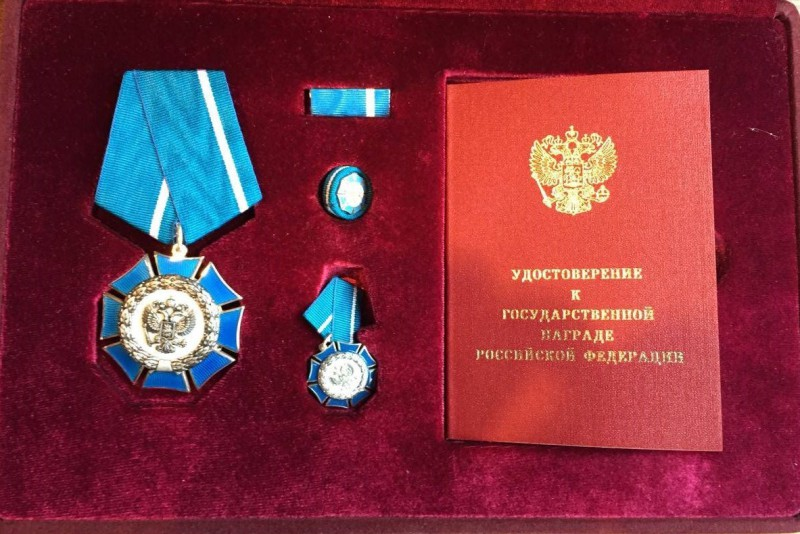 УДОСТОВЕРЕНИЕ
К
ГОСУДАРСТВЕННОЙ
НАГРАДЕ
РОССИЙСКОЙ ФЕДЕРАЦИИ